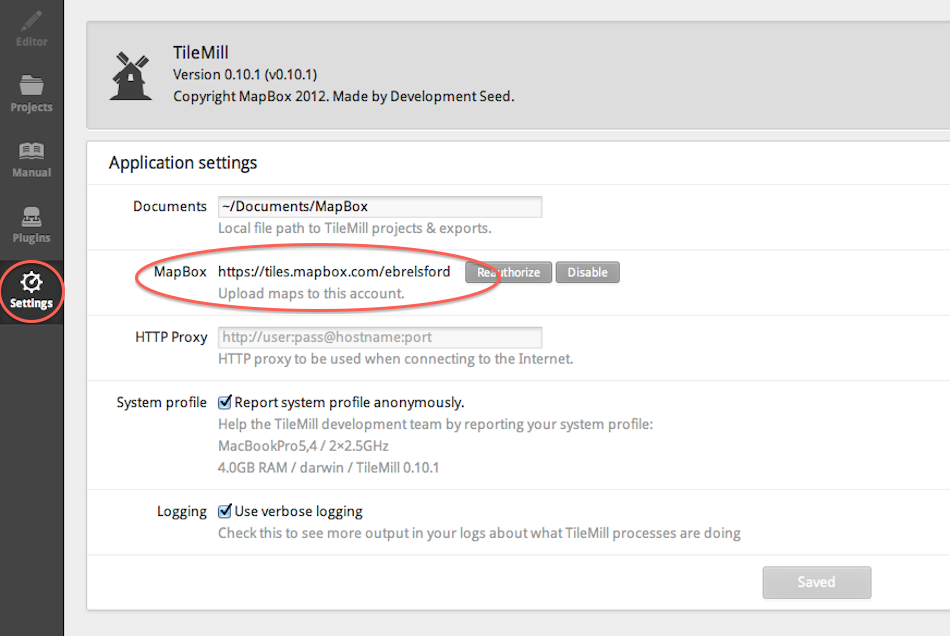 Editor
Projects
Manual
Plugins
Settings
TileMill
Version 0.10.1 (v0.10.1)
Copyright MapBox 2012. Made by Development Seed.
Application settings
Documents ~/Documents/MapBox
Local file path to TileMill projects & exports.
MapBox https://tiles.mapbox.com/ebrelsford Reauthorize Disable
Upload maps to this account.
HTTP Proxy http://user:pass@hostname:port
HTTP proxy to be used when connecting to the Internet.
System profile Report system profile anonymously.
Help the TileMill development team by reporting your system profile:
MacBookPro5,4 / 2×2.5GHz
4.0GB RAM / darwin / TileMill 0.10.1
Logging Use verbose logging
Check this to see more output in your logs about what TileMill processes are doing
Saved